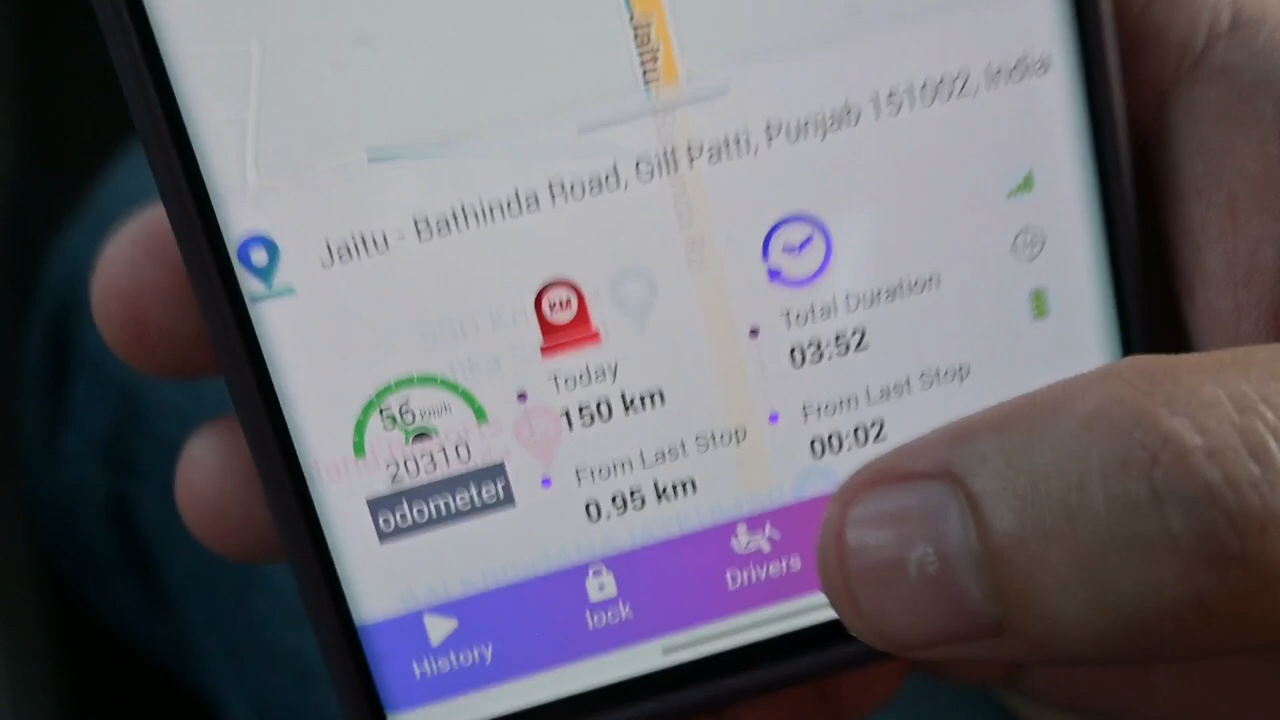 Jaitu
Jaitu - Bathinda Road, Gill Patti, Punjab 151002, India
KM
Today
150 km
From Last Stop
0.95 km
Total Duration
03:52
From Last Stop
00:02
56 km/h
20310
odometer
History
lock
Drivers